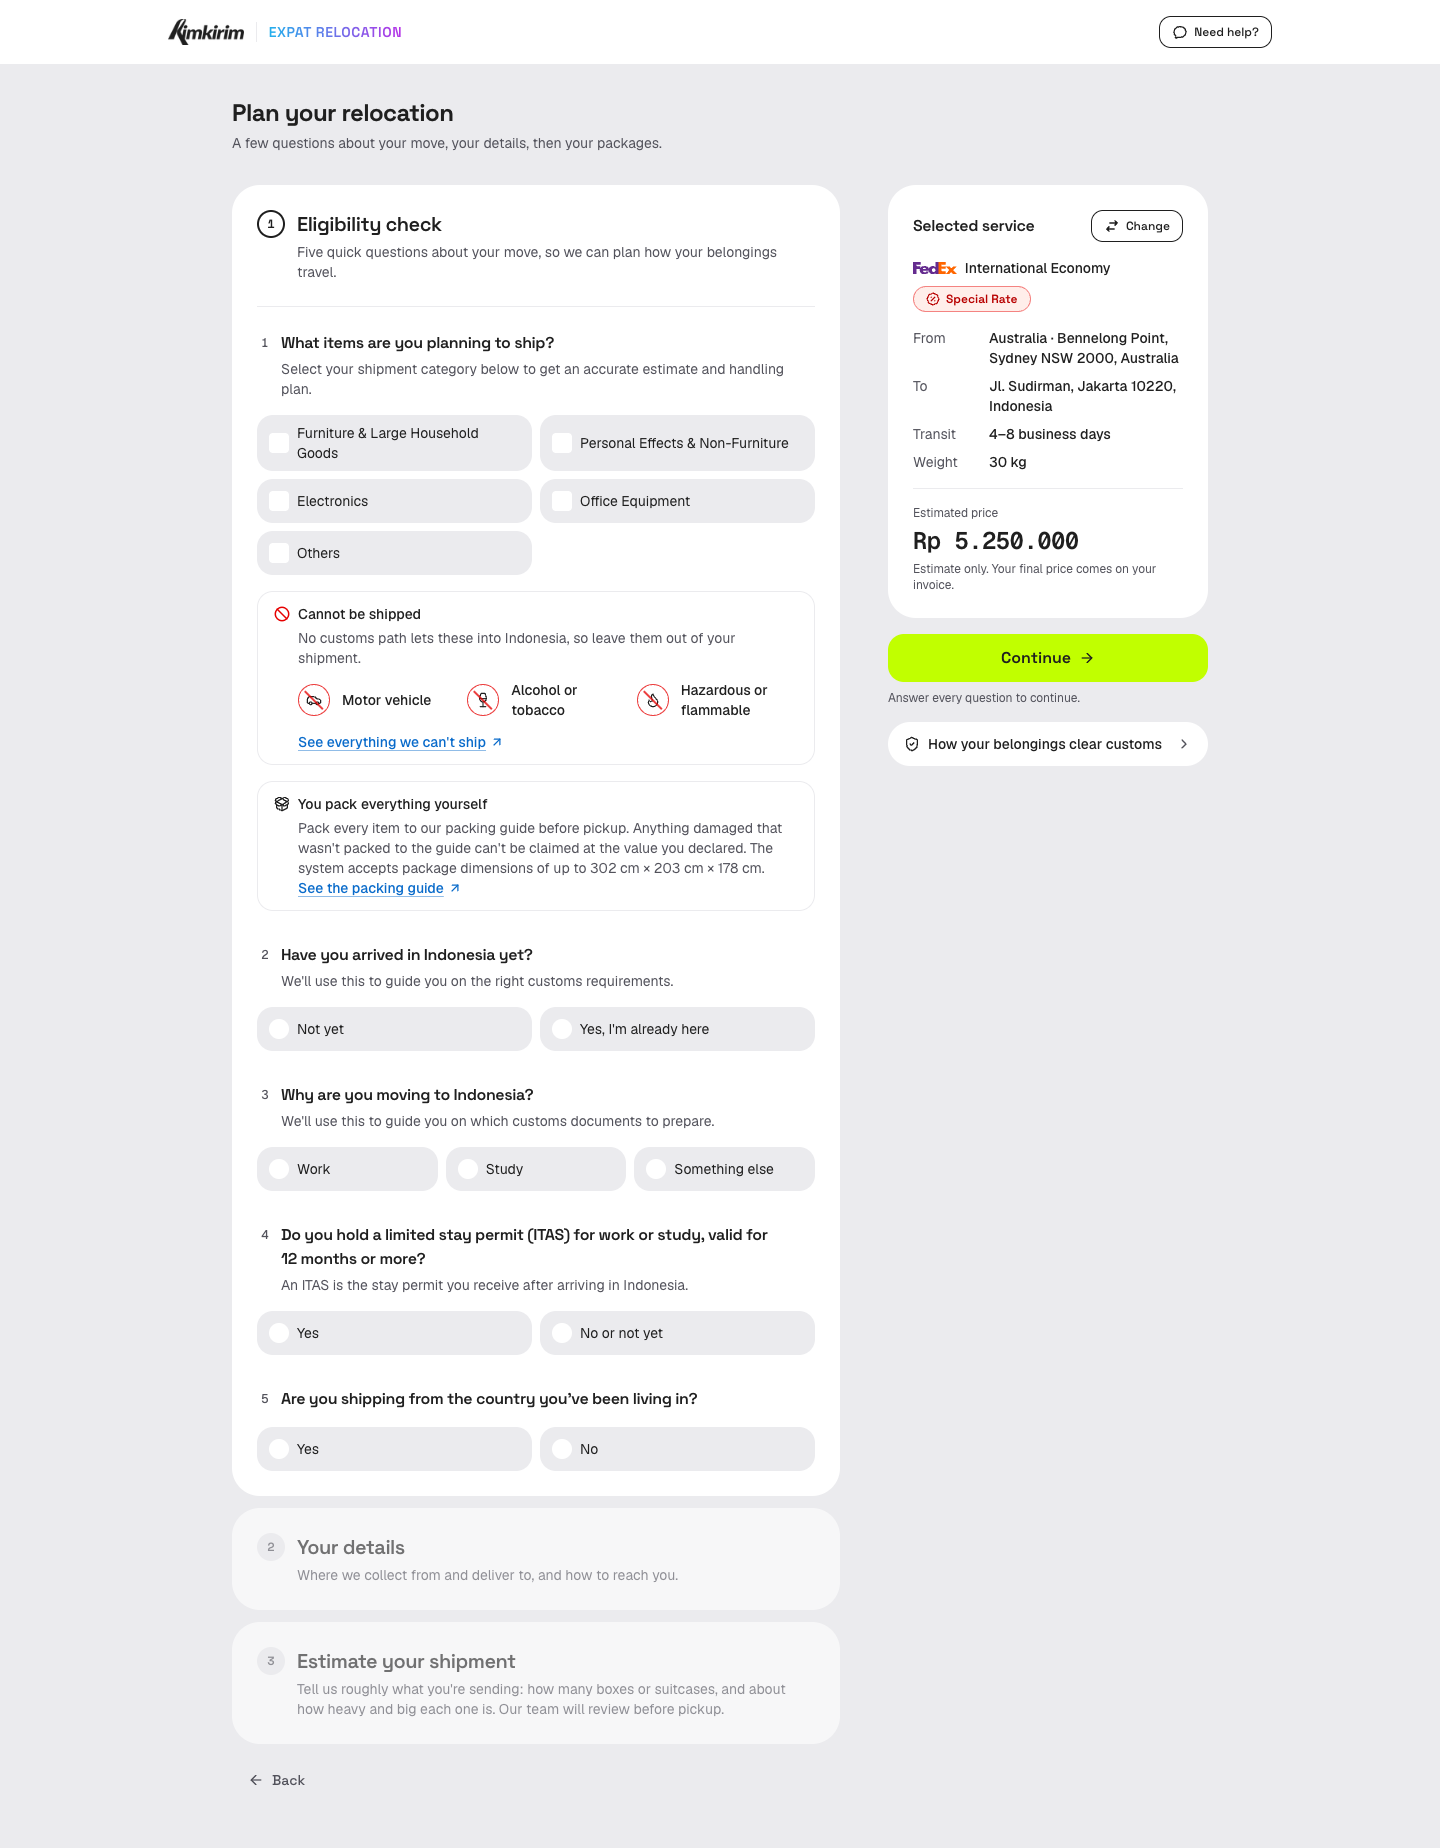 Kimkirim
EXPAT RELOCATION
Need help?
Plan your relocation
A few questions about your move, your details, then your packages.
1
Eligibility check
Five quick questions about your move, so we can plan how your belongings
travel.
1
What items are you planning to ship?
Select your shipment category below to get an accurate estimate and handling
plan.
Furniture & Large Household
Goods
Personal Effects & Non-Furniture
Electronics
Office Equipment
Others
Cannot be shipped
No customs path lets these into Indonesia, so leave them out of your
shipment.
Motor vehicle
Alcohol or
tobacco
Hazardous or
flammable
See everything we can't ship
You pack everything yourself
Pack every item to our packing guide before pickup. Anything damaged that
wasn't packed to the guide can't be claimed at the value you declared. The
system accepts package dimensions of up to 302 cm × 203 cm × 178 cm.
See the packing guide
2
Have you arrived in Indonesia yet?
We'll use this to guide you on the right customs requirements.
Not yet
Yes, I'm already here
3
Why are you moving to Indonesia?
We'll use this to guide you on which customs documents to prepare.
Work
Study
Something else
4
Do you hold a limited stay permit (ITAS) for work or study, valid for
12 months or more?
An ITAS is the stay permit you receive after arriving in Indonesia.
Yes
No or not yet
5
Are you shipping from the country you've been living in?
Yes
No
2
Your details
Where we collect from and deliver to, and how to reach you.
3
Estimate your shipment
Tell us roughly what you're sending: how many boxes or suitcases, and about
how heavy and big each one is. Our team will review before pickup.
Back
Selected service
Change
FedEx International Economy
Special Rate
From
Australia · Bennelong Point,
Sydney NSW 2000, Australia
To
Jl. Sudirman, Jakarta 10220,
Indonesia
Transit
4–8 business days
Weight
30 kg
Estimated price
Rp 5.250.000
Estimate only. Your final price comes on your
invoice.
Continue
Answer every question to continue.
How your belongings clear customs